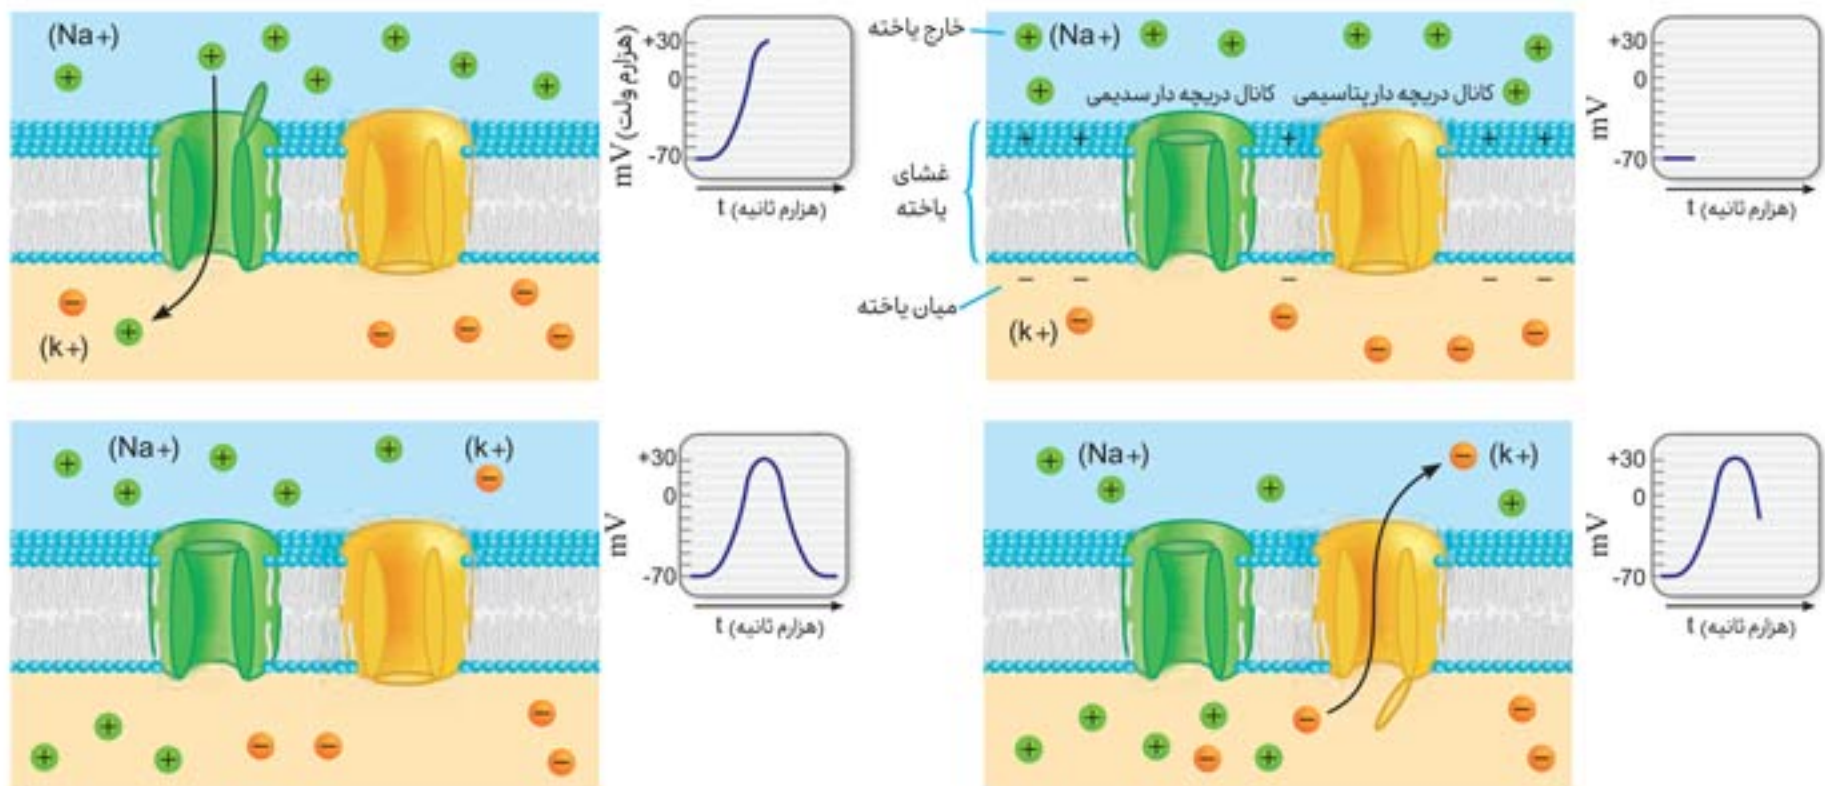 (Na+)
mV (هزارم ولت)
+30
0
-70
t (هزارم ثانیه)
(k+)
خارج یاخته
(Na+)
کانال دریچه دار سدیمی
کانال دریچه دار پتاسیمی
+ + + + +
غشای
یاخته
- - - - -
میان یاخته
(k+)
mV
+30
0
-70
t (هزارم ثانیه)
(Na+)
(k+)
mV
+30
0
-70
t (هزارم ثانیه)
(Na+)
(k+)
mV
+30
0
-70
t (هزارم ثانیه)